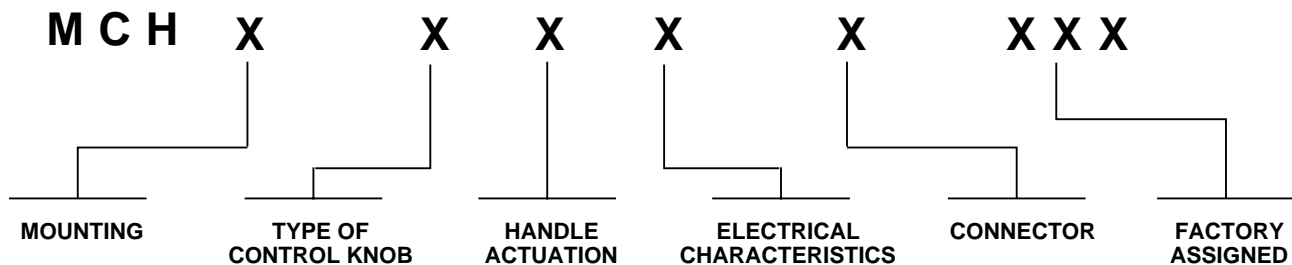 M C H X X X X X X X X
MOUNTING
TYPE OF
CONTROL KNOB
HANDLE
ACTUATION
ELECTRICAL
CHARACTERISTICS
CONNECTOR
FACTORY
ASSIGNED